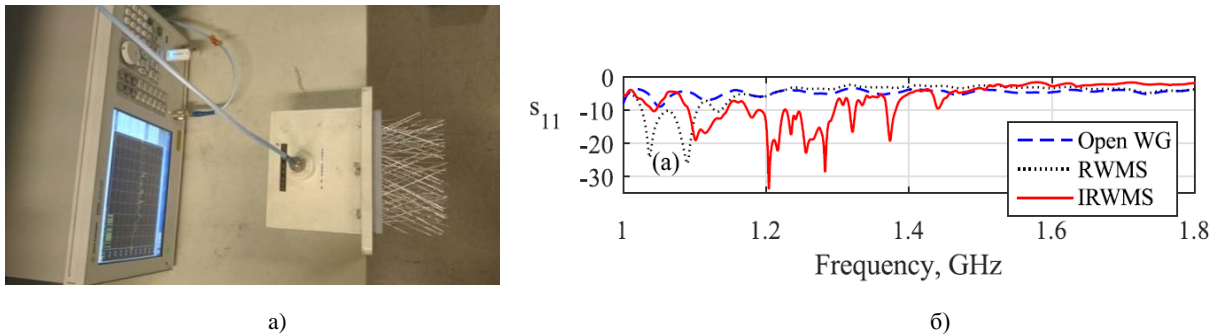 0
-10
-20
-30
s11
(a)
Open WG
RWMS
IRWMS
1
1.2
1.4
1.6
1.8
Frequency, GHz
а)
б)